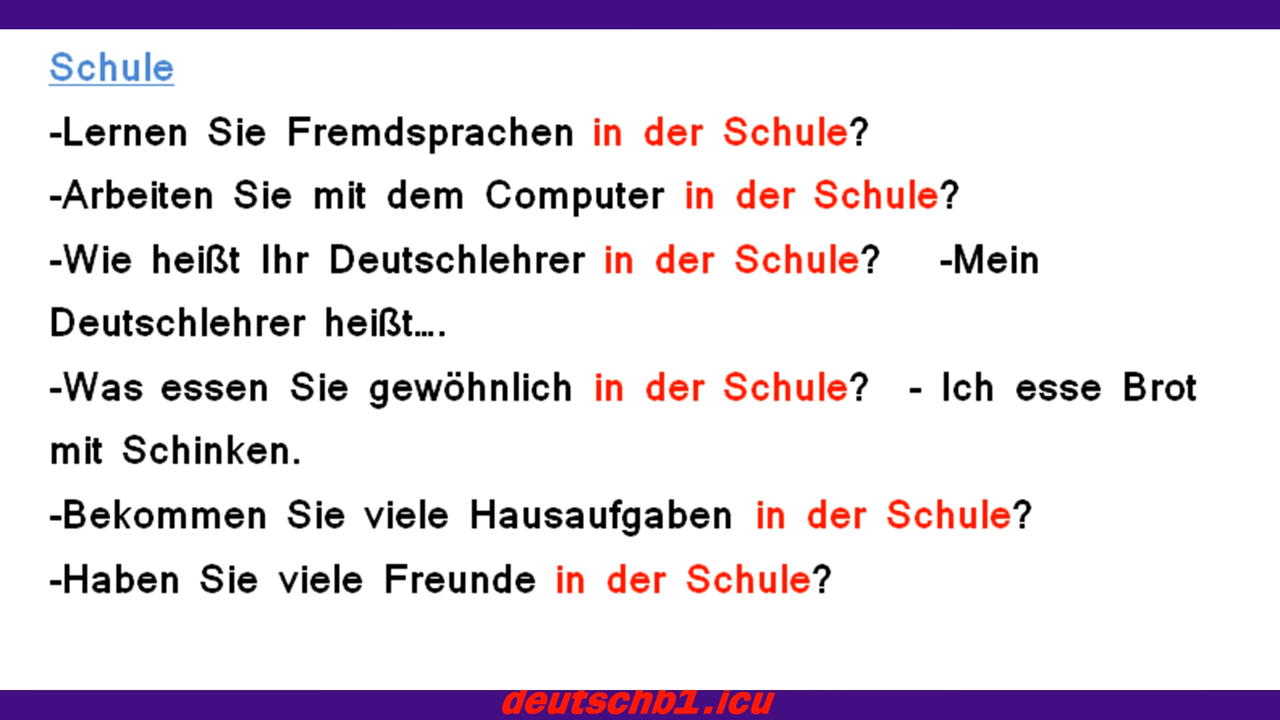 Schule
-Lernen Sie Fremdsprachen in der Schule?
-Arbeiten Sie mit dem Computer in der Schule?
-Wie heißt Ihr Deutschlehrer in der Schule? -Mein
Deutschlehrer heißt....
-Was essen Sie gewöhnlich in der Schule? - Ich esse Brot
mit Schinken.
-Bekommen Sie viele Hausaufgaben in der Schule?
-Haben Sie viele Freunde in der Schule?
deutschb1.icu